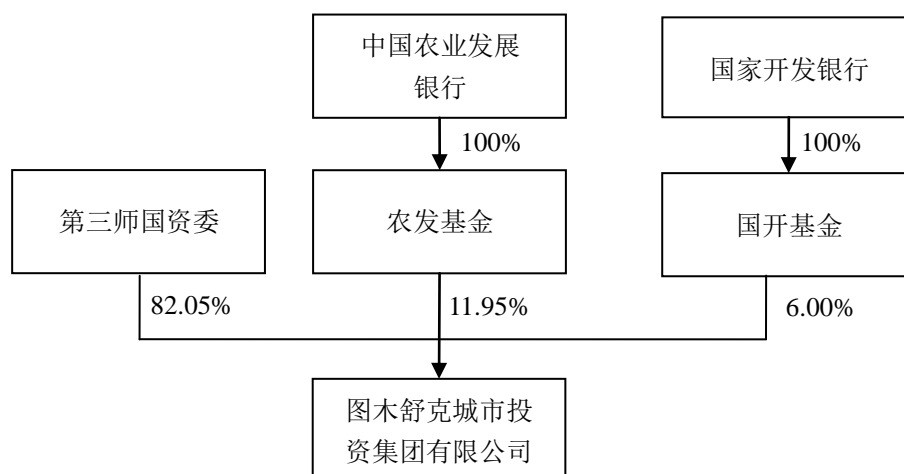 中国农业发展
银行
国家开发银行
100%
100%
第三师国资委
农发基金
国开基金
82.05%
11.95%
6.00%
图木舒克城市投
资集团有限公司